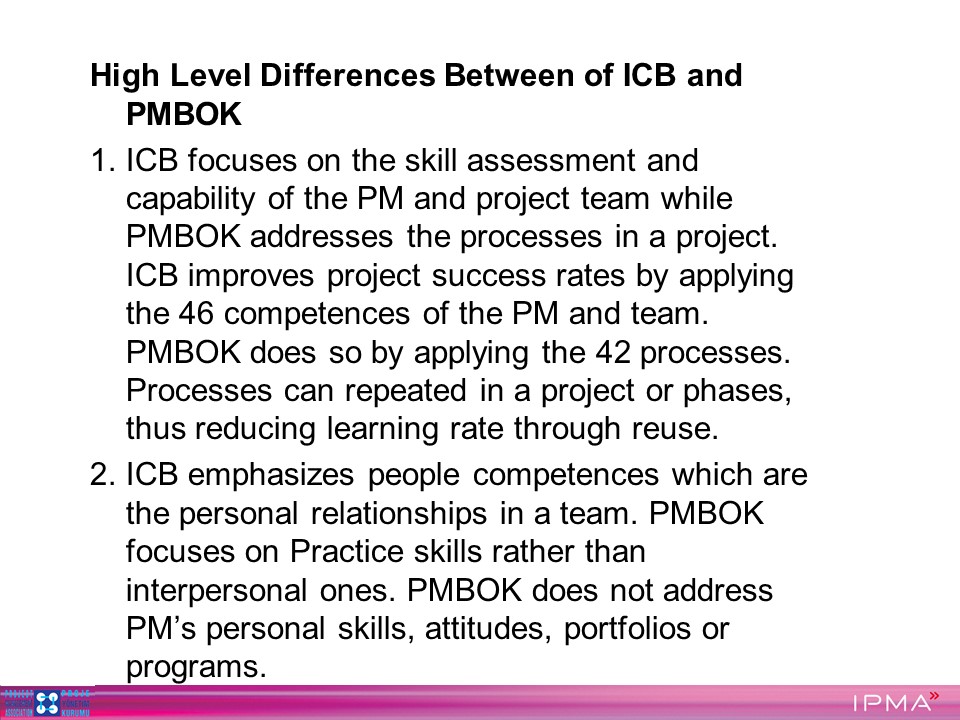 High Level Differences Between of ICB and
PMBOK
1. ICB focuses on the skill assessment and
capability of the PM and project team while
PMBOK addresses the processes in a project.
ICB improves project success rates by applying
the 46 competences of the PM and team.
PMBOK does so by applying the 42 processes.
Processes can repeated in a project or phases,
thus reducing learning rate through reuse.
2. ICB emphasizes people competences which are
the personal relationships in a team. PMBOK
focuses on Practice skills rather than
interpersonal ones. PMBOK does not address
PM’s personal skills, attitudes, portfolios or
programs.
IPMA